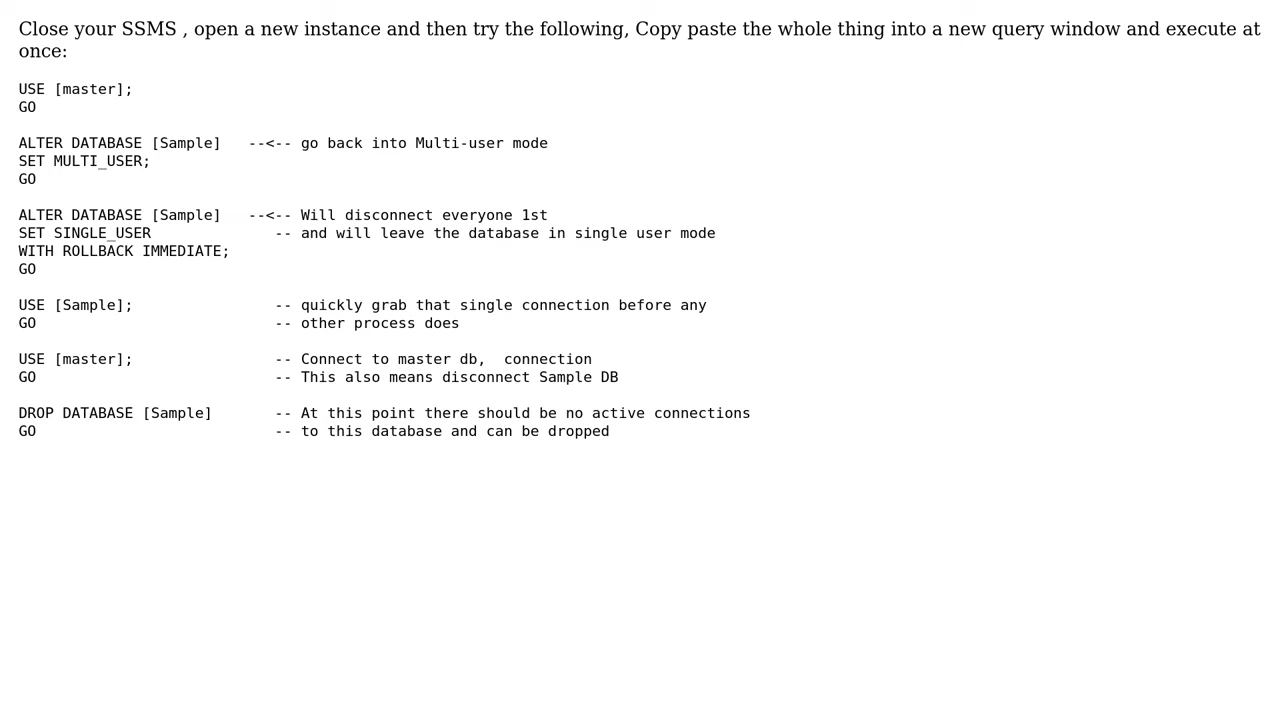 Close your SSMS , open a new instance and then try the following, Copy paste the whole thing into a new query window and execute at
once:
USE [master];
GO
ALTER DATABASE [Sample]   --<-- go back into Multi-user mode
SET MULTI_USER;
GO
ALTER DATABASE [Sample]   --<-- Will disconnect everyone 1st
SET SINGLE_USER              -- and will leave the database in single user mode
WITH ROLLBACK IMMEDIATE;
GO
USE [Sample];                -- quickly grab that single connection before any
GO                           -- other process does
USE [master];                -- Connect to master db,  connection
GO                           -- This also means disconnect Sample DB
DROP DATABASE [Sample]       -- At this point there should be no active connections
GO                           -- to this database and can be dropped